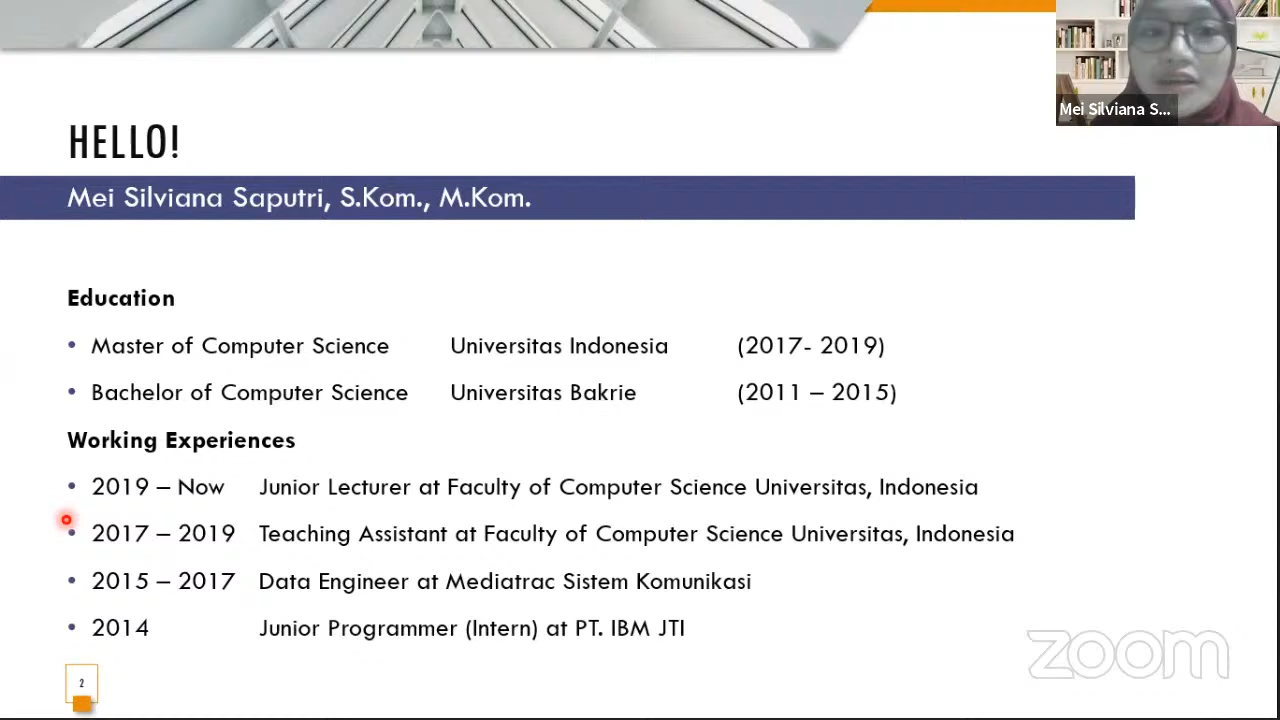 Mei Silviana S...
HELLO!
Mei Silviana Saputri, S.Kom., M.Kom.
Education
• Master of Computer Science Universitas Indonesia (2017- 2019)
• Bachelor of Computer Science Universitas Bakrie (2011 – 2015)
Working Experiences
• 2019 – Now Junior Lecturer at Faculty of Computer Science Universitas, Indonesia
• 2017 – 2019 Teaching Assistant at Faculty of Computer Science Universitas, Indonesia
• 2015 – 2017 Data Engineer at Mediatrac Sistem Komunikasi
• 2014 Junior Programmer (Intern) at PT. IBM JTI
zoom
2